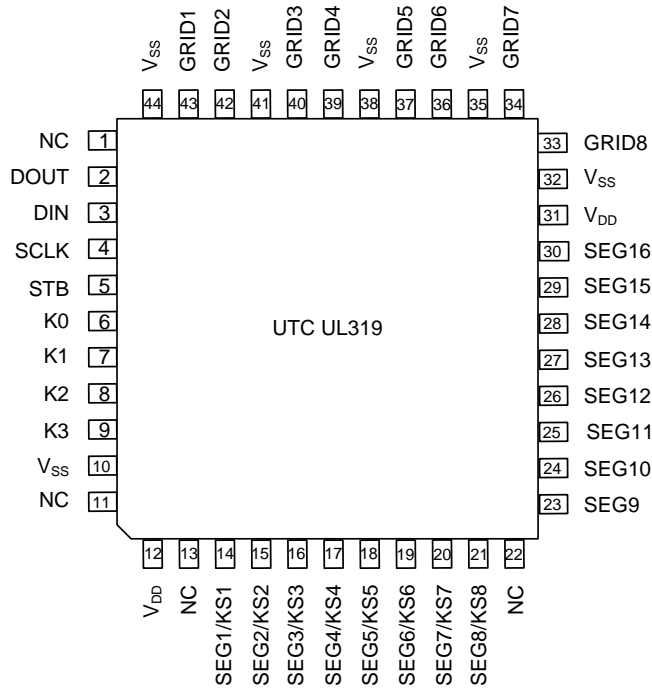 VSS GRID1 GRID2 VSS GRID3 GRID4 VSS GRID5 GRID6 VSS GRID7
44 43 42 41 40 39 38 37 36 35 34
NC 1
DOUT 2
DIN 3
SCLK 4
STB 5
K0 6
K1 7
K2 8
K3 9
VSS 10
NC 11
UTC UL319
33 GRID8
32 VSS
31 VDD
30 SEG16
29 SEG15
28 SEG14
27 SEG13
26 SEG12
25 SEG11
24 SEG10
23 SEG9
12 13 14 15 16 17 18 19 20 21 22
VDD NC SEG1/KS1 SEG2/KS2 SEG3/KS3 SEG4/KS4 SEG5/KS5 SEG6/KS6 SEG7/KS7 SEG8/KS8 NC